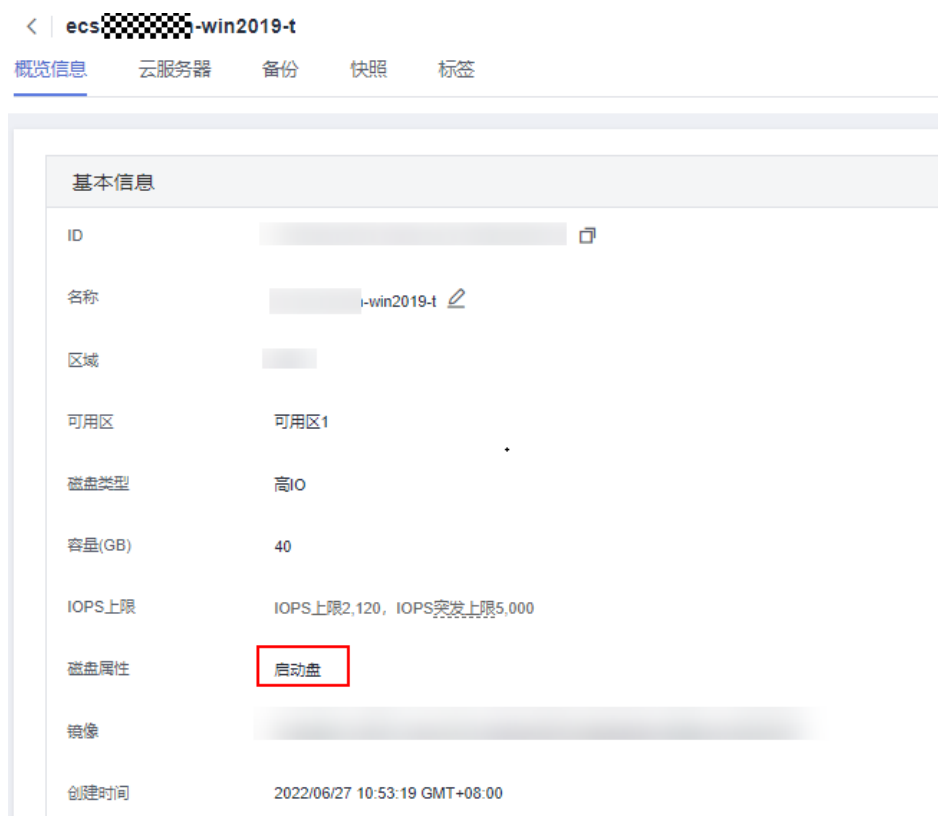 ecs -win2019-t
概览信息 云服务器 备份 快照 标签
基本信息
ID
名称 -win2019-t
区域
可用区 可用区1
磁盘类型 高IO
容量(GB) 40
IOPS上限 IOPS上限2,120，IOPS突发上限5,000
磁盘属性 启动盘
镜像
创建时间 2022/06/27 10:53:19 GMT+08:00